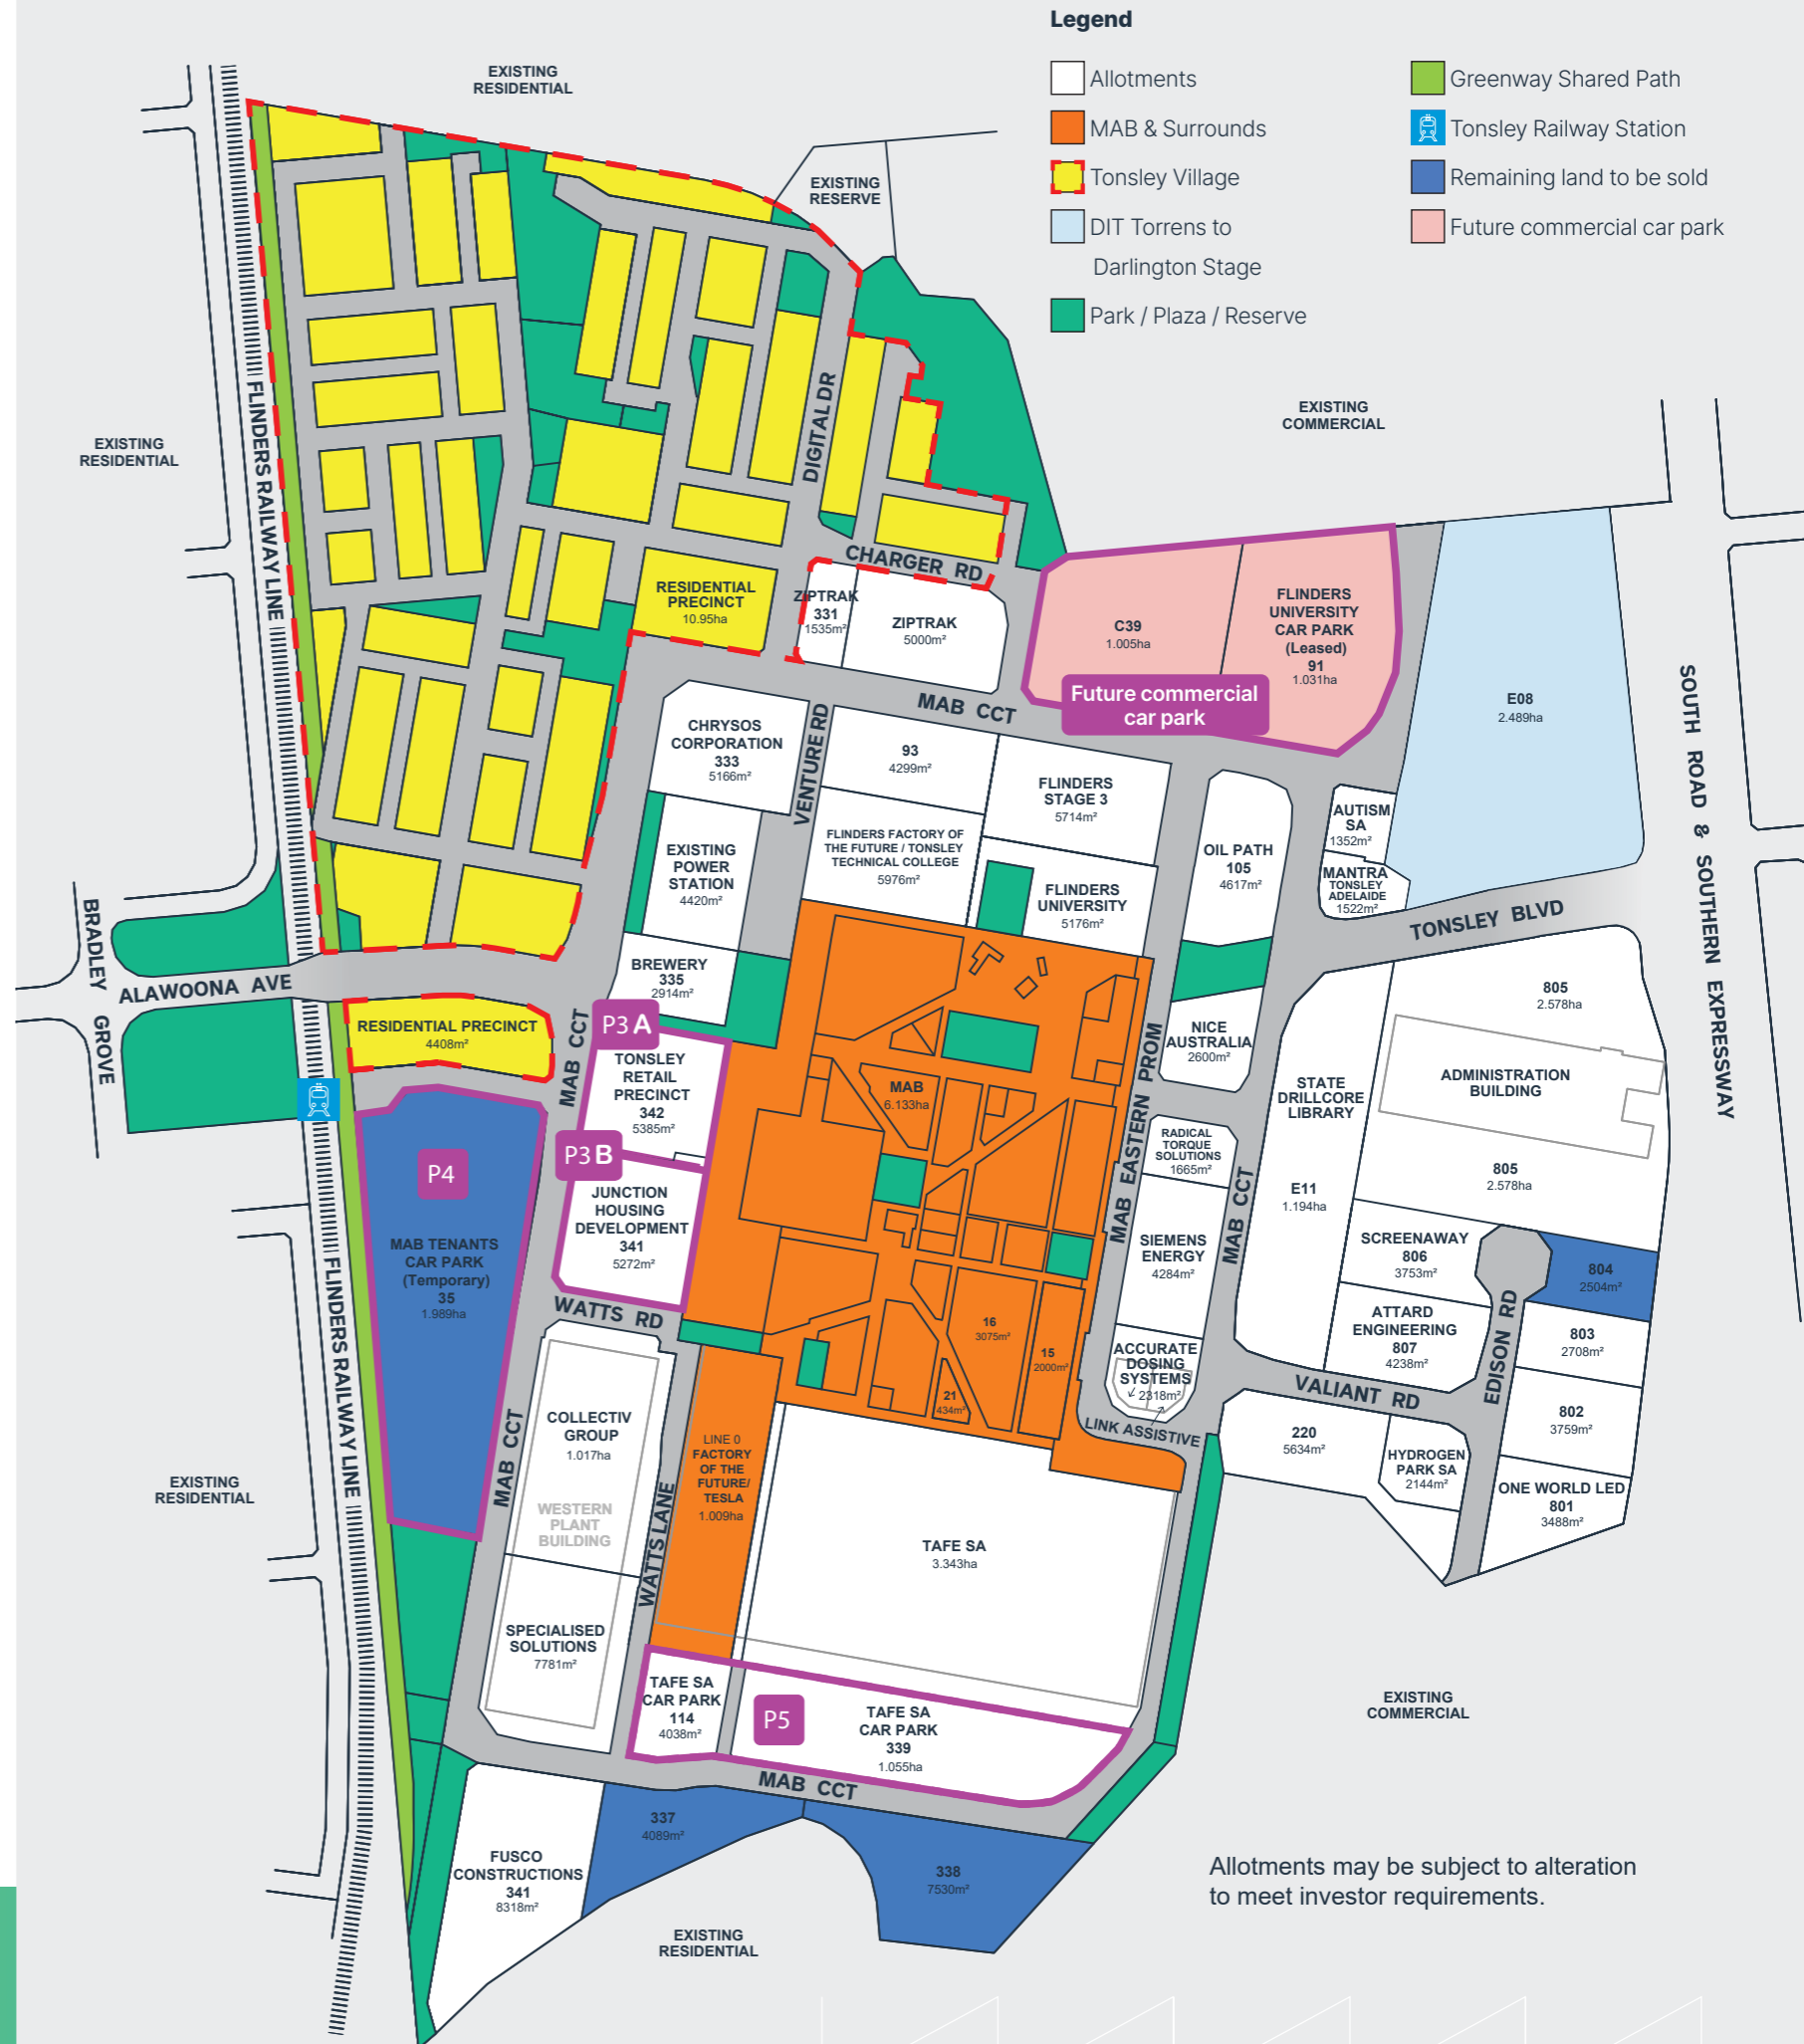 Legend
Allotments
MAB & Surrounds
Tonsley Village
DIT Torrens to
Darlington Stage
Park / Plaza / Reserve
Greenway Shared Path
Tonsley Railway Station
Remaining land to be sold
Future commercial car park
EXISTING
RESIDENTIAL
EXISTING
RESERVE
EXISTING
COMMERCIAL
EXISTING
RESIDENTIAL
FLINDERS RAILWAY LINE
DIGITAL DR
CHARGER RD
RESIDENTIAL
PRECINCT
10.95ha
ZIPTRAK
331
1535m²
ZIPTRAK
5000m²
C39
1.005ha
FLINDERS
UNIVERSITY
CAR PARK
(Leased)
91
1.031ha
Future commercial
car park
E08
2.489ha
SOUTH ROAD & SOUTHERN EXPRESSWAY
MAB CCT
VENTURE RD
CHRYSOS
CORPORATION
333
5166m²
93
4299m²
FLINDERS
STAGE 3
5714m²
FLINDERS FACTORY OF
THE FUTURE / TONSLEY
TECHNICAL COLLEGE
5976m²
EXISTING
POWER
STATION
4420m²
FLINDERS
UNIVERSITY
5176m²
OIL PATH
105
4617m²
AUTISM
SA
1352m²
MANTRA
TONSLEY
ADELAIDE
1522m²
TONSLEY BLVD
BRADLEY GROVE
ALAWOONA AVE
BREWERY
335
2914m²
RESIDENTIAL PRECINCT
4408m²
P3 A
MAB CCT
TONSLEY
RETAIL
PRECINCT
342
5385m²
MAB
6.133ha
MAB EASTERN PROM
NICE
AUSTRALIA
2600m²
STATE
DRILLCORE
LIBRARY
E11
1.194ha
805
2.578ha
ADMINISTRATION
BUILDING
805
2.578ha
RADICAL
TORQUE
SOLUTIONS
1665m²
MAB CCT
P3 B
P4
JUNCTION
HOUSING
DEVELOPMENT
341
5272m²
MAB TENANTS
CAR PARK
(Temporary)
35
1.989ha
SIEMENS
ENERGY
4284m²
SCREENAWAY
806
3753m²
804
2504m²
ATTARD
ENGINEERING
807
4238m²
EDISON RD
803
2708m²
FLINDERS RAILWAY LINE
WATTS RD
16
3075m²
15
2000m²
21
434m²
ACCURATE
DOSING
SYSTEMS
2318m²
LINK ASSISTIVE
VALIANT RD
802
3759m²
220
5634m²
HYDROGEN
PARK SA
2144m²
ONE WORLD LED
801
3488m²
EXISTING
RESIDENTIAL
MAB CCT
COLLECTIV
GROUP
1.017ha
WESTERN
PLANT
BUILDING
WATTS LANE
LINE 0
FACTORY
OF THE
FUTURE/
TESLA
1.009ha
TAFE SA
3.343ha
SPECIALISED
SOLUTIONS
7781m²
TAFE SA
CAR PARK
114
4038m²
P5
TAFE SA
CAR PARK
339
1.055ha
EXISTING
COMMERCIAL
MAB CCT
337
4089m²
338
7530m²
FUSCO
CONSTRUCTIONS
341
8318m²
EXISTING
RESIDENTIAL
Allotments may be subject to alteration
to meet investor requirements.